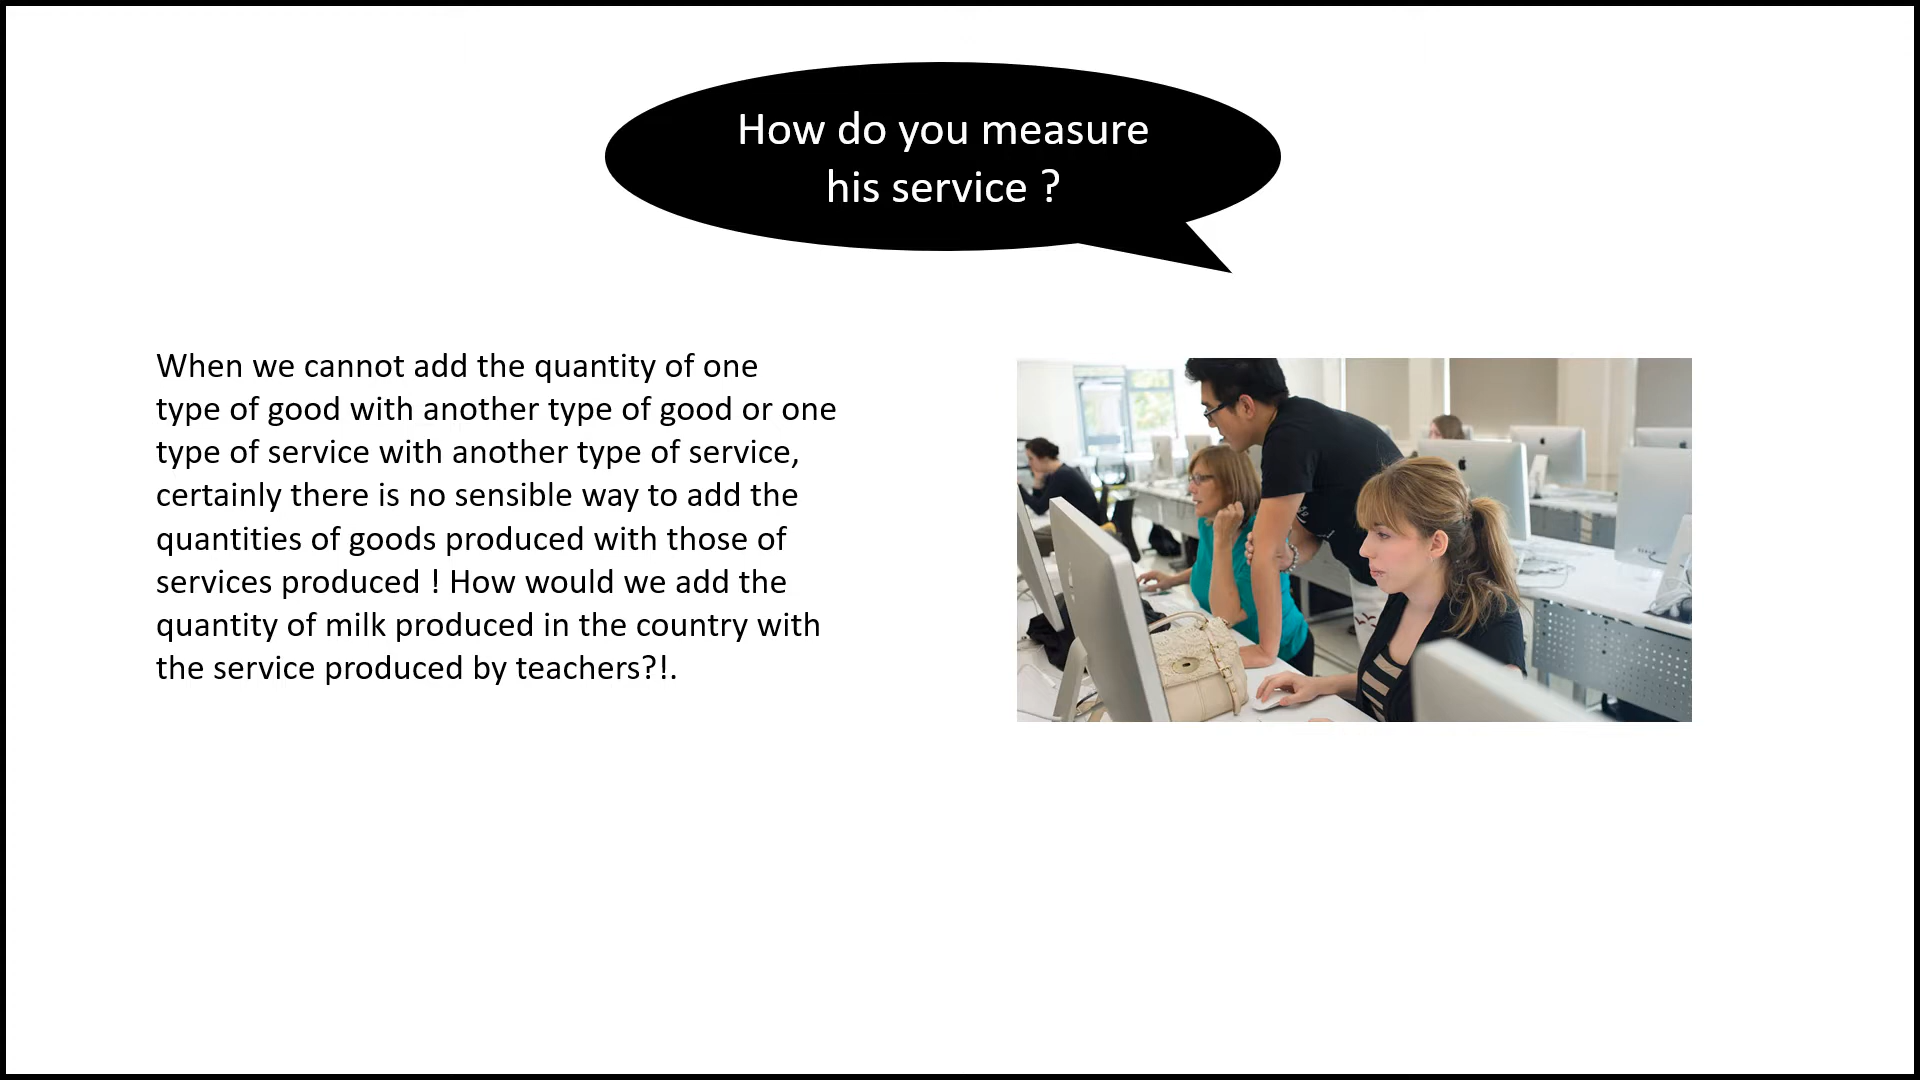 How do you measure
his service ?
When we cannot add the quantity of one
type of good with another type of good or one
type of service with another type of service,
certainly there is no sensible way to add the
quantities of goods produced with those of
services produced ! How would we add the
quantity of milk produced in the country with
the service produced by teachers?!.